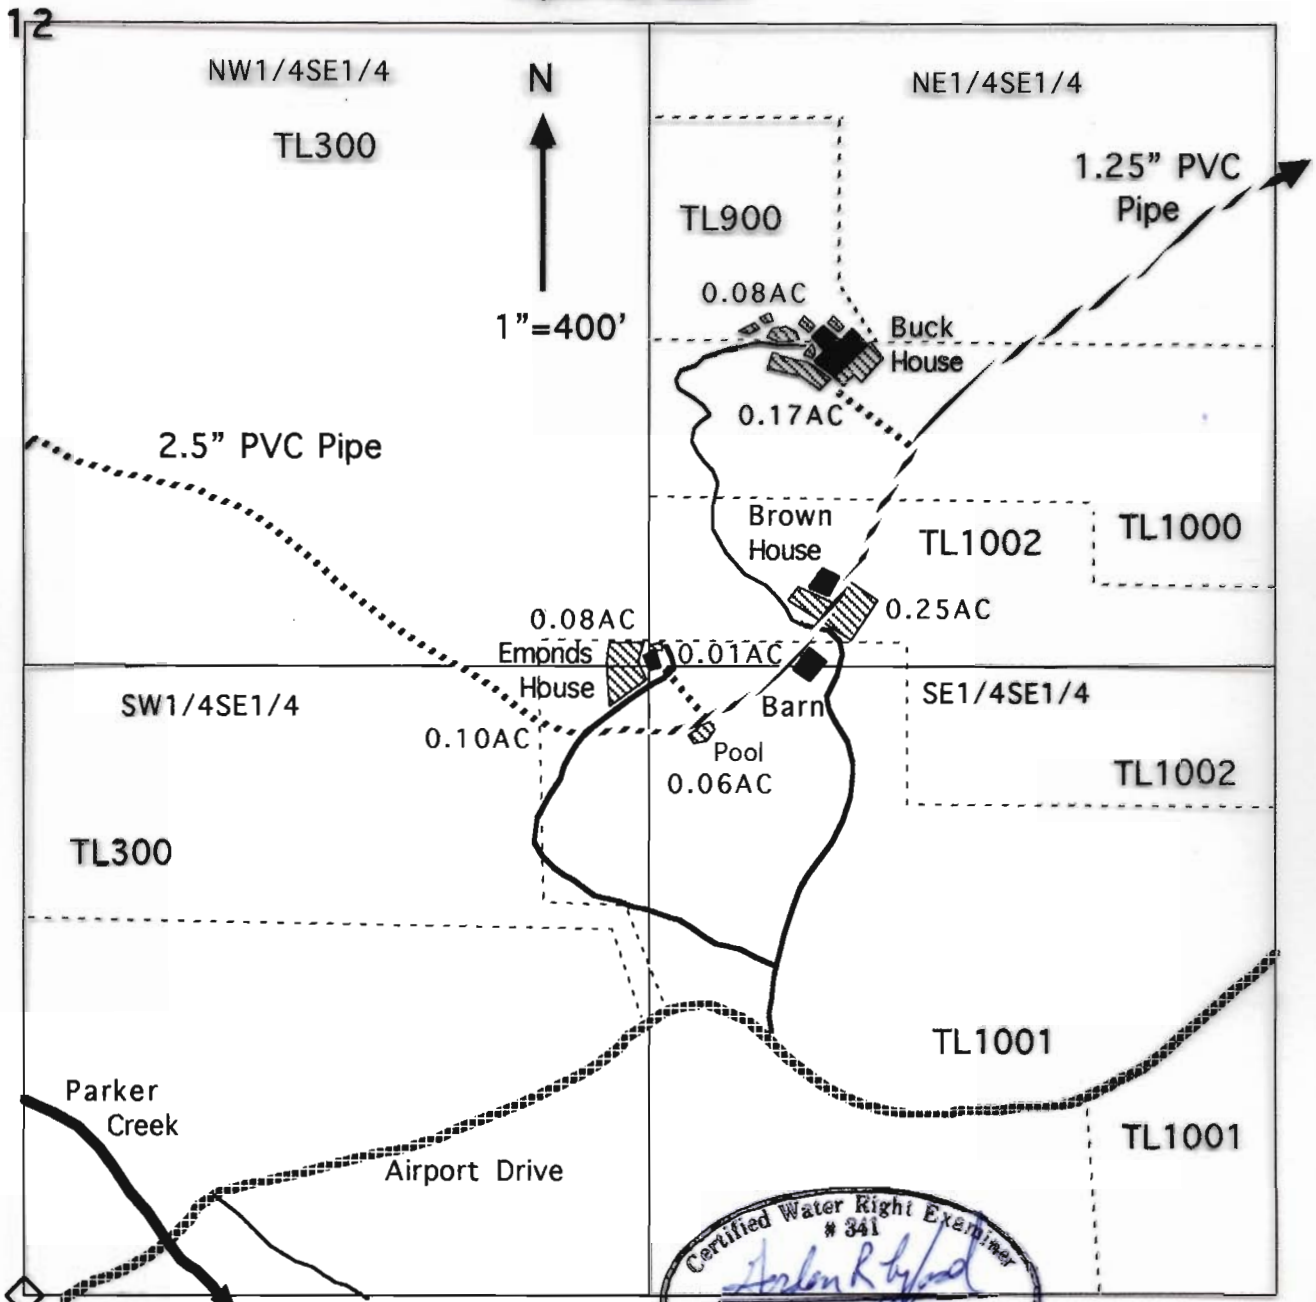 12
NW1/4SE1/4
N
NE1/4SE1/4
TL300
1.25” PVC
Pipe
TL900
0.08AC
1”=400’
Buck
House
0.17AC
2.5” PVC Pipe
Brown
House
TL1002
TL1000
0.25AC
0.08AC
0.01AC
House
SW1/4SE1/4
Barn
SE1/4SE1/4
0.10AC
Pool
0.06AC
TL1002
TL300
TL1001
Parker
Creek
TL1001
Airport Drive
Certified Water Right Examiner
# 341